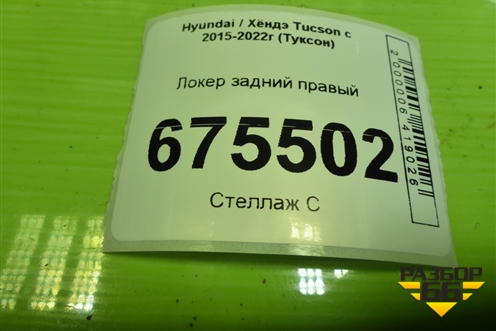 Hyundai / Хёндэ Tucson с
2015-2022г (Туксон)
Локер задний правый
675502
Стеллаж С
2000006419026
РАЗБОР
66